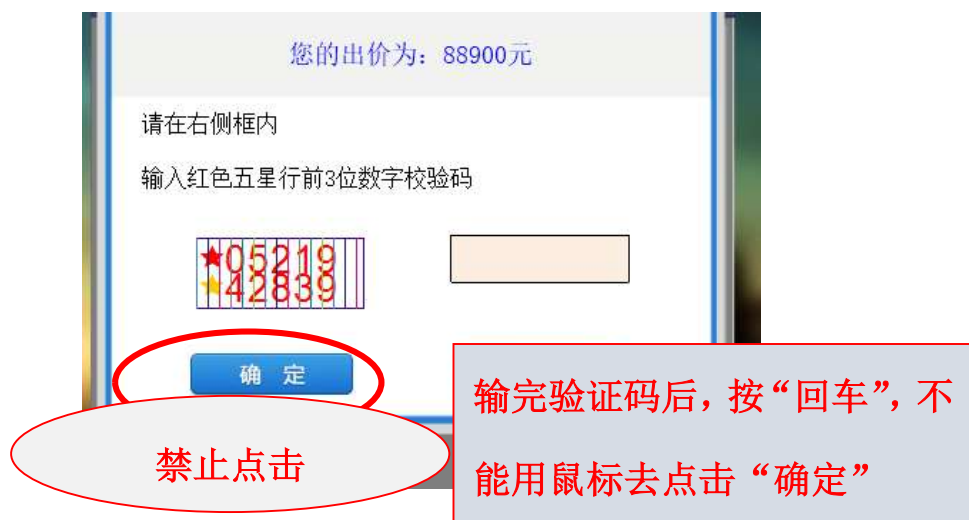 您的出价为：88900元
请在右侧框内
输入红色五星行前3位数字校验码
★05219
★42839
确 定
禁止点击
输完验证码后，按“回车”，不
能用鼠标去点击“确定”